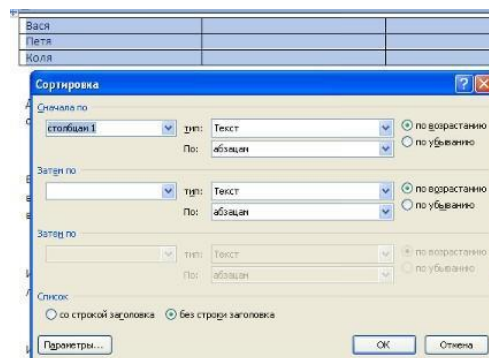 Вася
Петя
Коля
Сортировка
Сначала по
столбцам 1 тип: Текст по возрастанию
По: абзацам по убыванию
Затем по
тип: Текст по возрастанию
По: абзацам по убыванию
Затем по
тип: Текст по возрастанию
По: абзацам по убыванию
Список
со строкой заголовка без строки заголовка
Параметры... ОК Отмена